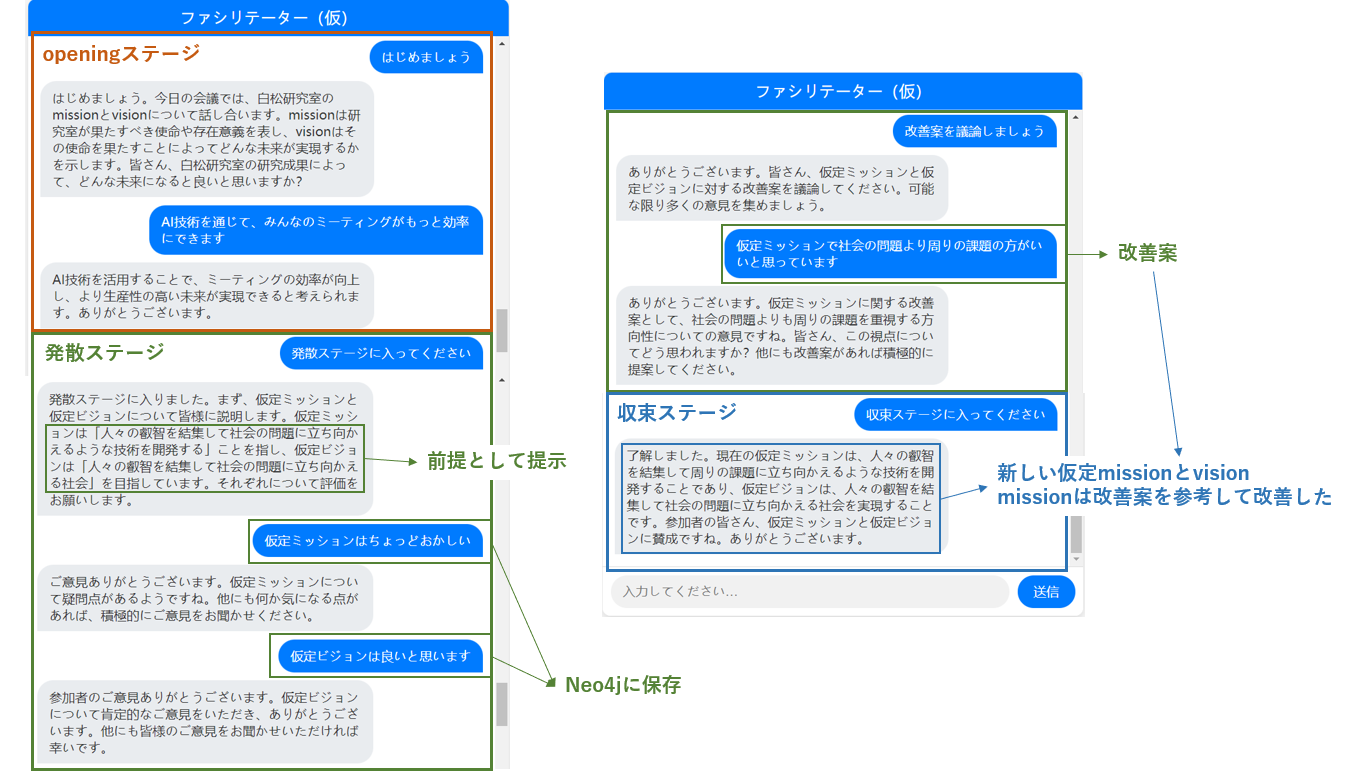 ファシリテーター（仮）
openingステージ
はじめましょう
はじめましょう。今日の会議では、白松研究室の
missionとvisionについて話し合います。missionは研
究室が果たすべき使命や存在意義を表し、visionはそ
の使命を果たすことによってどんな未来が実現するか
を示します。皆さん、白松研究室の研究成果によっ
て、どんな未来になると良いと思いますか?
AI技術を通じて、みんなのミーティングがもっと効率
にできます
AI技術を活用することで、ミーティングの効率が向上
し、より生産性の高い未来が実現できると考えられま
す。ありがとうございます。
発散ステージ
発散ステージに入ってください
発散ステージに入りました。まず、仮定ミッションと
仮定ビジョンについて皆様に説明します。仮定ミッシ
ョンは「人々の叡智を結集して社会の問題に立ち向か
えるような技術を開発する」ことを指し、仮定ビジョ
ンは「人々の叡智を結集して社会の問題に立ち向かえ
る社会」を目指しています。それぞれについて評価を
お願いします。
前提として提示
仮定ミッションはちょっどおかしい
ご意見ありがとうございます。仮定ミッションについ
て疑問点があるようですね。他にも何か気になる点が
あれば、積極的にご意見をお聞かせください。
仮定ビジョンは良いと思います
Neo4jに保存
参加者のご意見ありがとうございます。仮定ビジョン
について肯定的なご意見をいただき、ありがとうござ
います。他にも皆様のご意見をお聞かせいただければ
幸いです。
ファシリテーター（仮）
改善案を議論しましょう
ありがとうございます。皆さん、仮定ミッションと仮
定ビジョンに対する改善案を議論してください。可能
な限り多くの意見を集めましょう。
仮定ミッションで社会の問題より周りの課題の方がい
いと思っています
改善案
ありがとうございます。仮定ミッションに関する改善
案として、社会の問題よりも周りの課題を重視する方
向性についての意見ですね。皆さん、この視点につい
てどう思われますか? 他にも改善案があれば積極的に
提案してください。
収束ステージ
収束ステージに入ってください
了解しました。現在の仮定ミッションは、人々の叡智
を結集して周りの課題に立ち向かえるような技術を開
発することであり、仮定ビジョンは、人々の叡智を結
集して社会の問題に立ち向かえる社会を実現すること
です。参加者の皆さん、仮定ミッションと仮定ビジョ
ンに賛成ですね。ありがとうございます。
新しい仮定missionとvision
missionは改善案を参考して改善した
入力してください...
送信